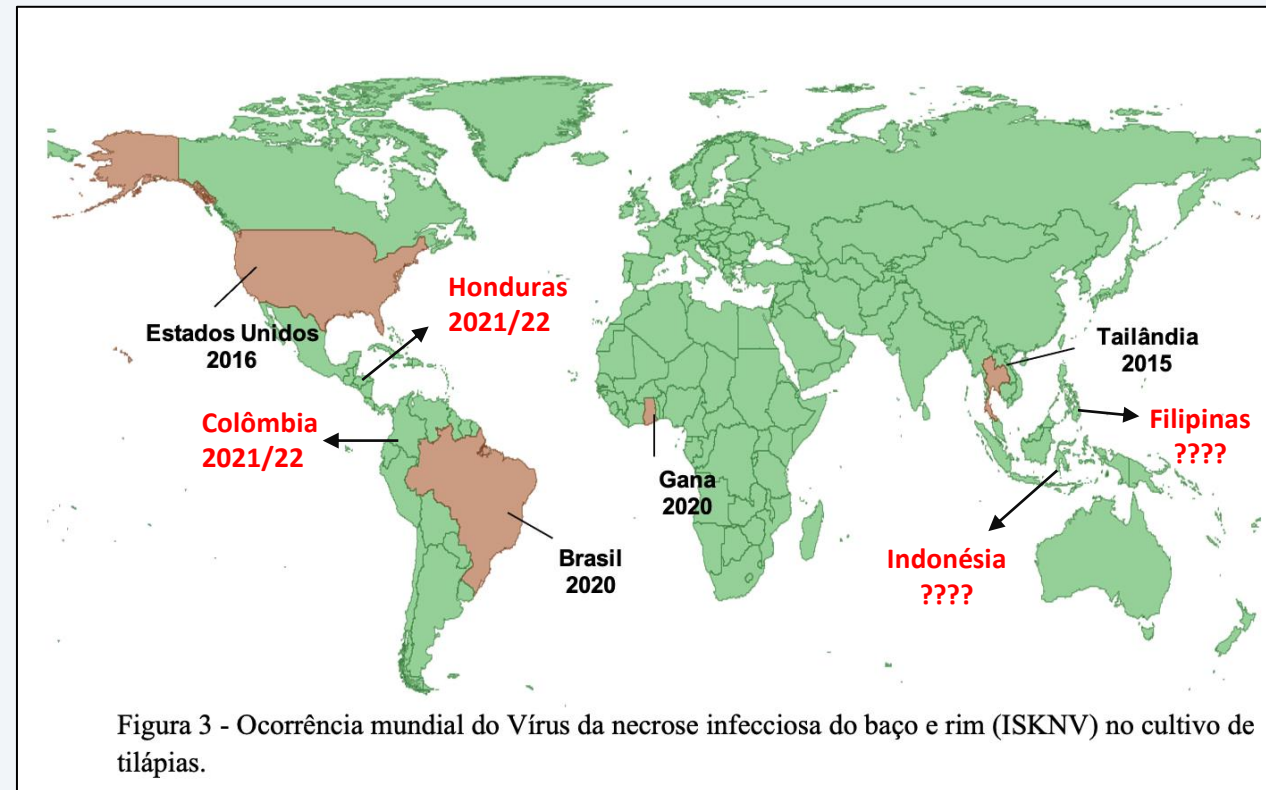 Honduras
2021/22
Estados Unidos
2016
Tailândia
2015
Colômbia
2021/22
Filipinas
????
Gana
2020
Brasil
2020
Indonésia
????
Figura 3 - Ocorrência mundial do Vírus da necrose infecciosa do baço e rim (ISKNV) no cultivo de
tilápias.